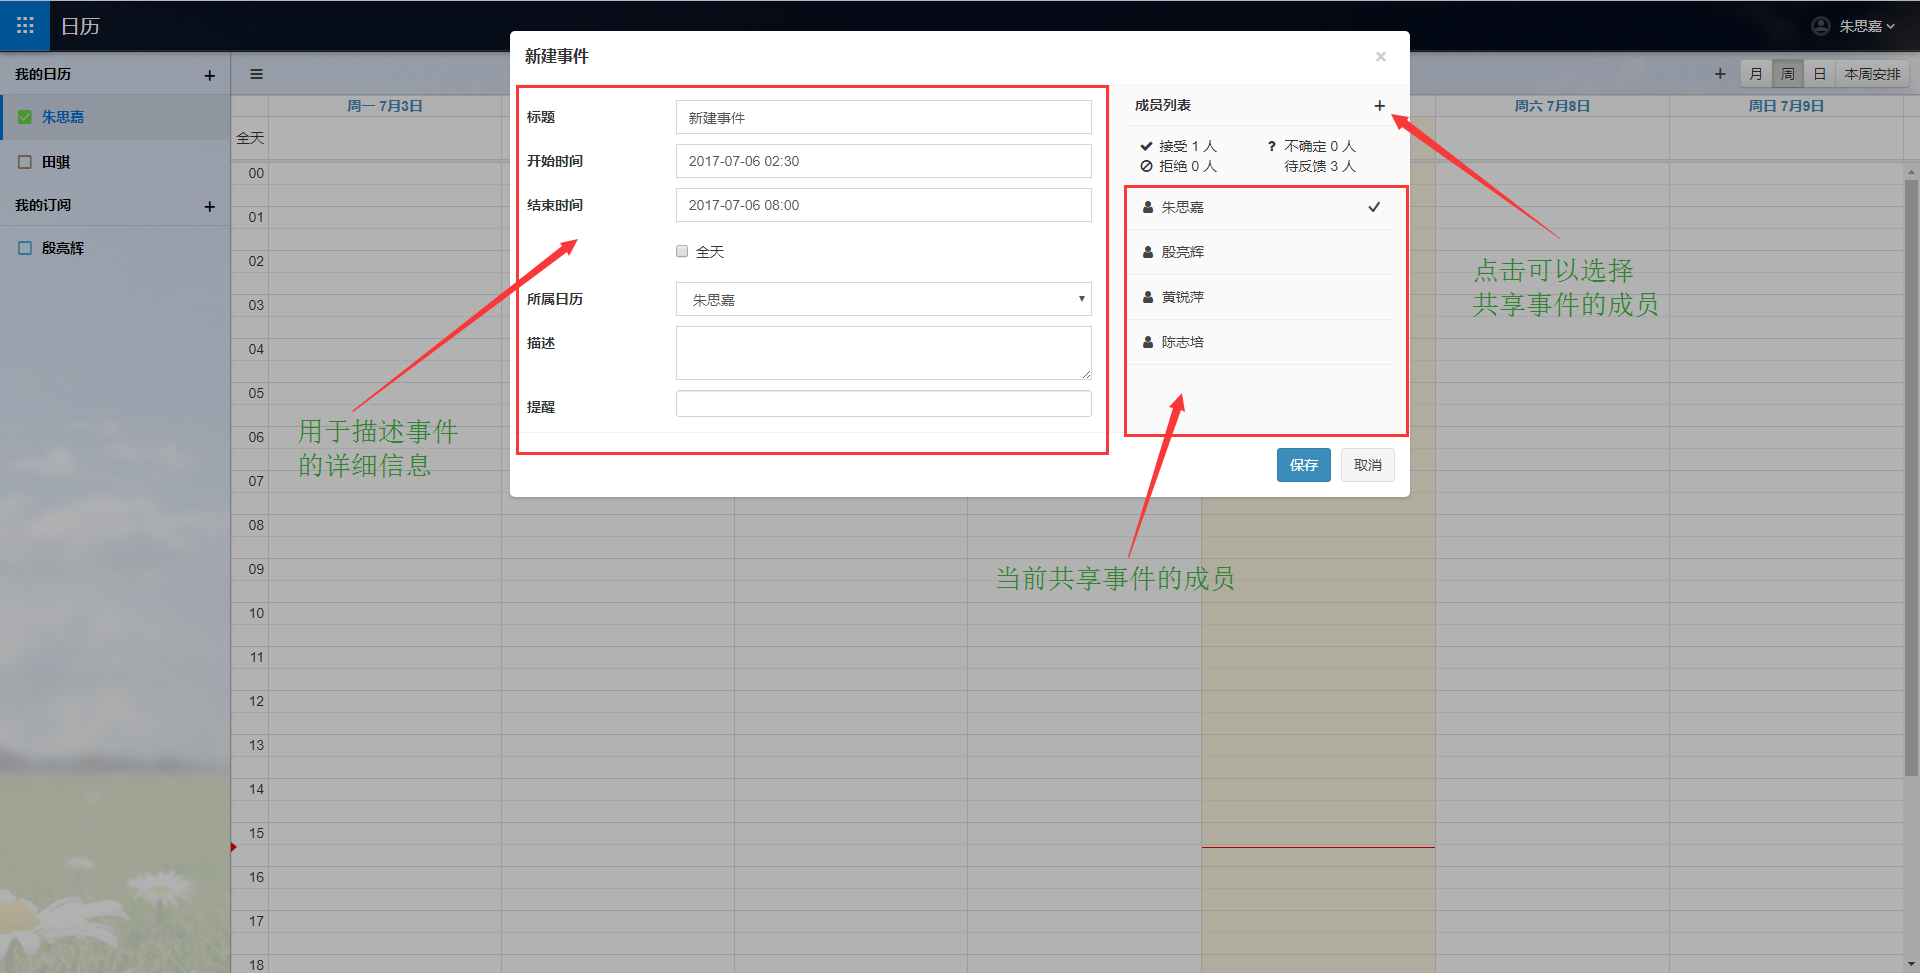 日历
朱思嘉
我的日历 +
朱思嘉
田骐
我的订阅 +
殷亮辉
+ 月 周 日 本周安排
周一 7月3日
周六 7月8日
周日 7月9日
全天
00
01
02
03
04
05
06
07
08
09
10
11
12
13
14
15
16
17
18
新建事件 ×
标题 新建事件
开始时间 2017-07-06 02:30
结束时间 2017-07-06 08:00
全天
所属日历 朱思嘉
描述
提醒
成员列表 +
接受 1 人 ? 不确定 0 人
拒绝 0 人 待反馈 3 人
朱思嘉
殷亮辉
黄锐萍
陈志培
保存 取消
用于描述事件
的详细信息
点击可以选择
共享事件的成员
当前共享事件的成员